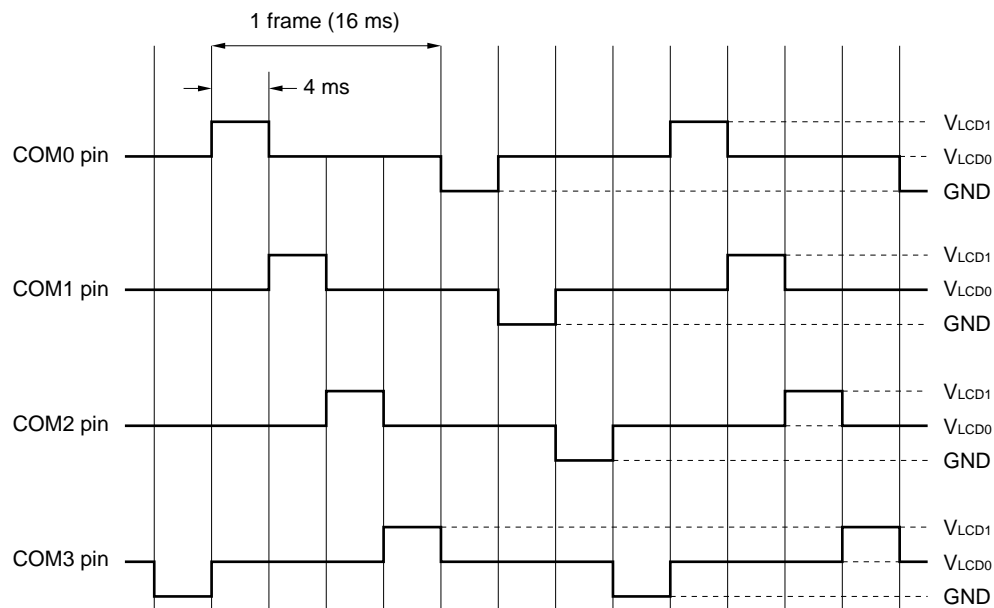 1 frame (16 ms)
4 ms
COM0 pin
VLCD1
VLCD0
GND
COM1 pin
VLCD1
VLCD0
GND
COM2 pin
VLCD1
VLCD0
GND
COM3 pin
VLCD1
VLCD0
GND